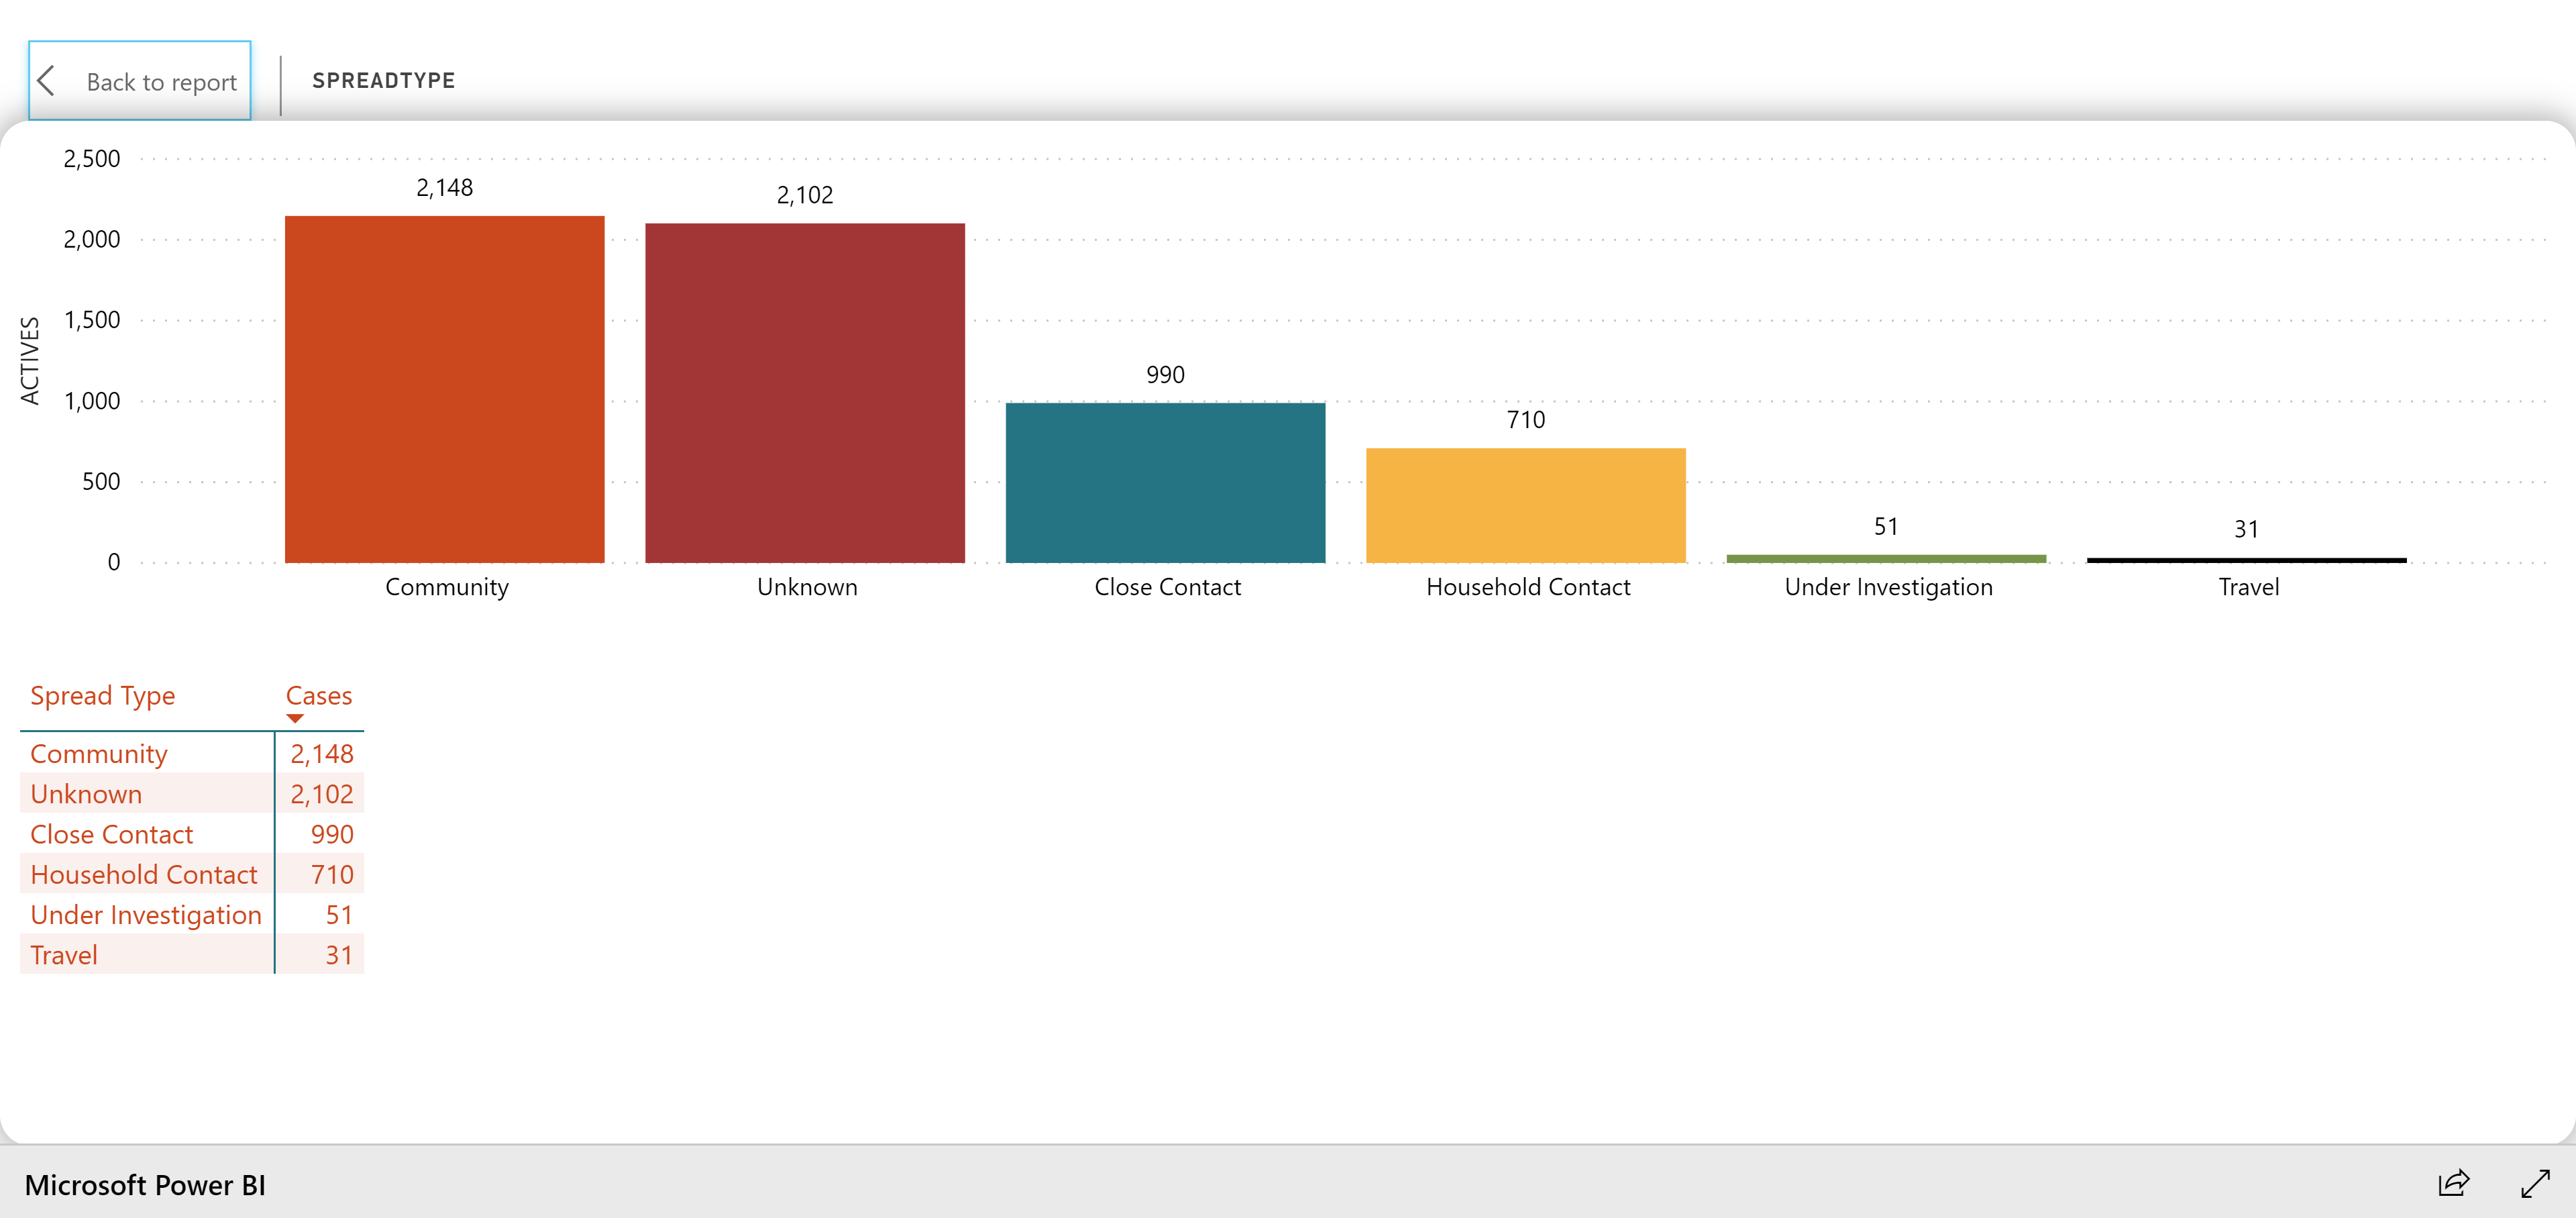 Back to report
SPREADTYPE
ACTIVES
2,500
2,000
1,500
1,000
500
0
2,148
2,102
990
710
51
31
Community
Unknown
Close Contact
Household Contact
Under Investigation
Travel
Spread Type Cases
Community 2,148
Unknown 2,102
Close Contact 990
Household Contact 710
Under Investigation 51
Travel 31
Microsoft Power BI